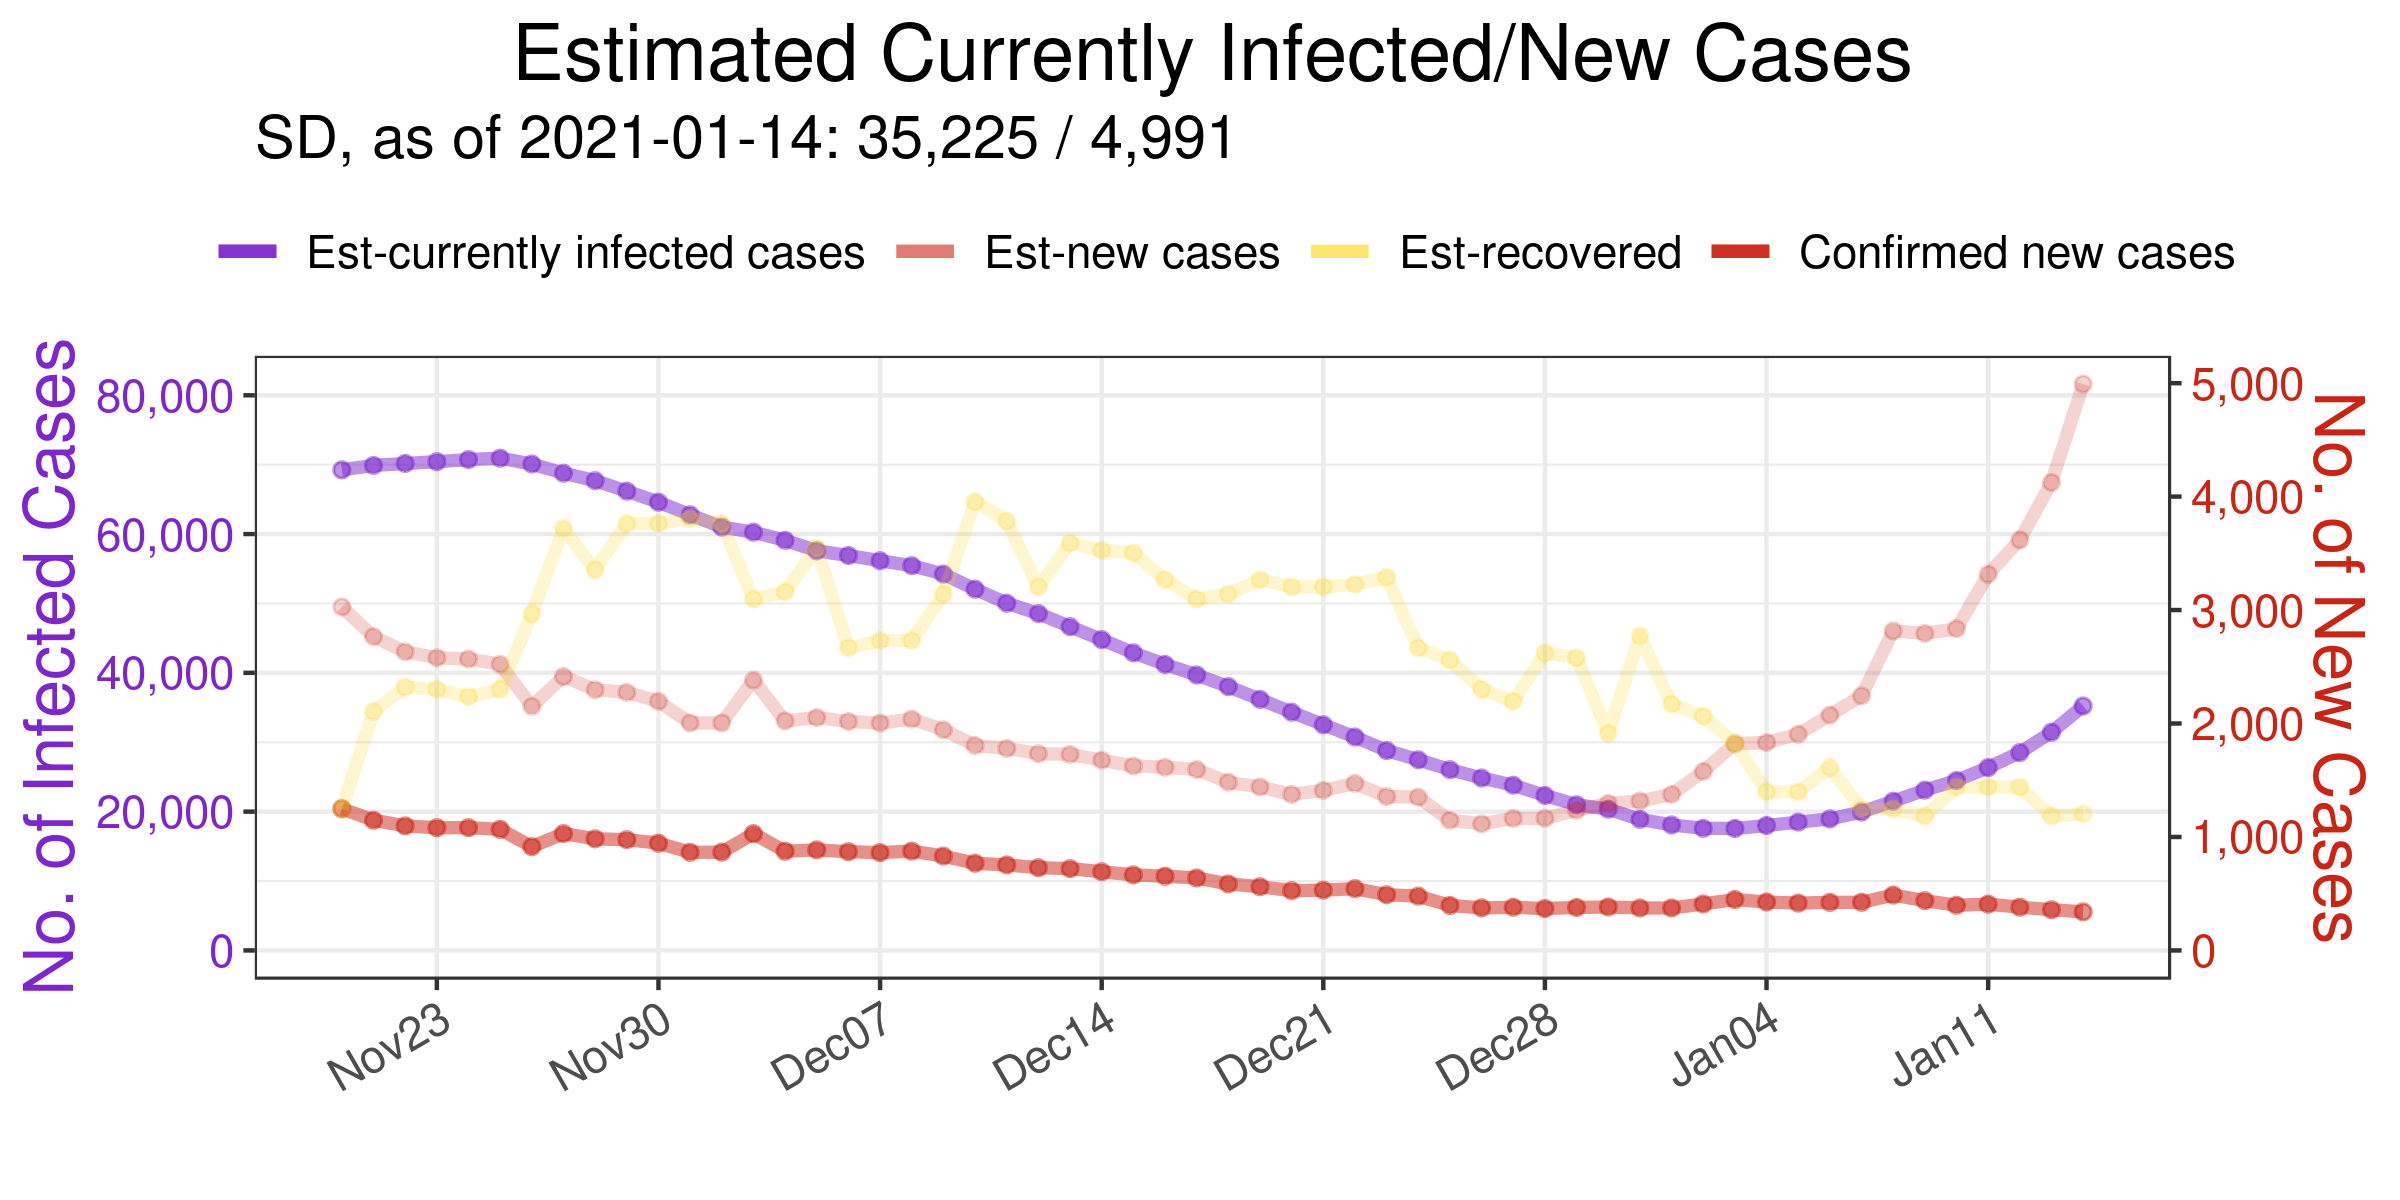 Estimated Currently Infected/New Cases
SD, as of 2021-01-14: 35,225 / 4,991
Est-currently infected cases Est-new cases Est-recovered Confirmed new cases
No. of Infected Cases
80,000
60,000
40,000
20,000
0
5,000
4,000
3,000
2,000
1,000
0
No. of New Cases
Nov23 Nov30 Dec07 Dec14 Dec21 Dec28 Jan04 Jan11